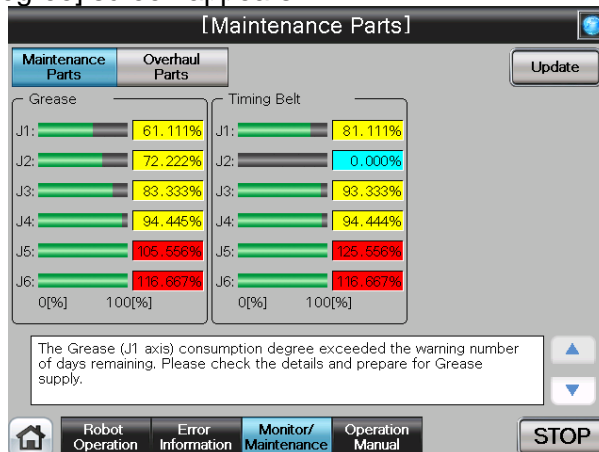 egree] screen appears
[Maintenance Parts]
Maintenance Parts
Overhaul Parts
Update
Grease
J1: 61.111%
J2: 72.222%
J3: 83.333%
J4: 94.445%
J5: 105.556%
J6: 116.667%
0[%] 100[%]
Timing Belt
J1: 81.111%
J2: 0.000%
J3: 93.333%
J4: 94.444%
J5: 125.556%
J6: 116.667%
0[%] 100[%]
The Grease (J1 axis) consumption degree exceeded the warning number
of days remaining. Please check the details and prepare for Grease
supply.
Robot Operation
Error Information
Monitor/ Maintenance
Operation Manual
STOP